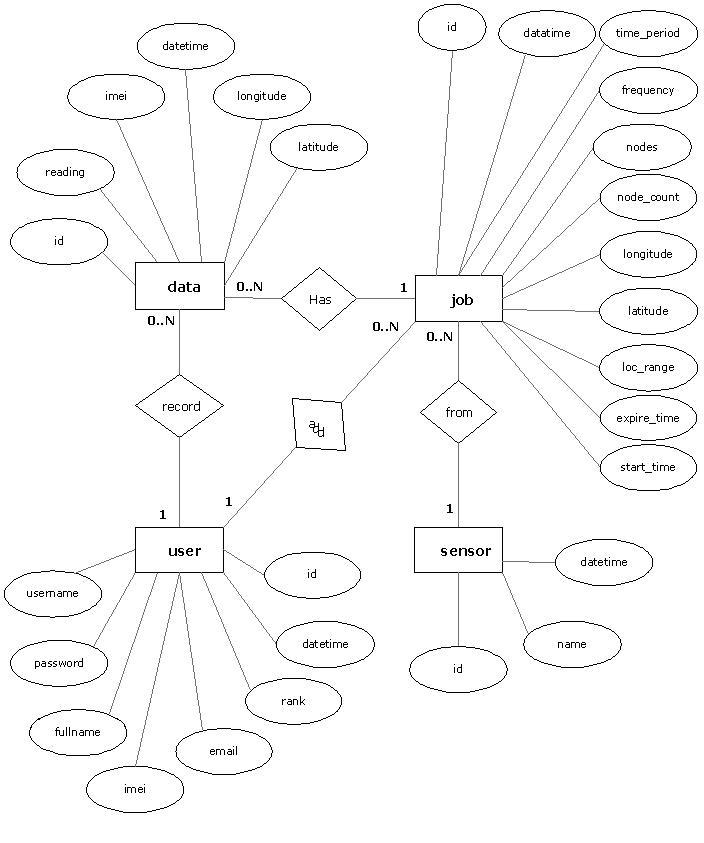 id
datatime
time_period
datetime
frequency
imei
longitude
latitude
nodes
reading
node_count
id
longitude
data
0..N
Has
1
job
latitude
0..N
0..N
0..N
loc_range
record
add
from
expire_time
start_time
1
1
1
user
sensor
datetime
username
id
password
datetime
name
id
rank
fullname
email
imei